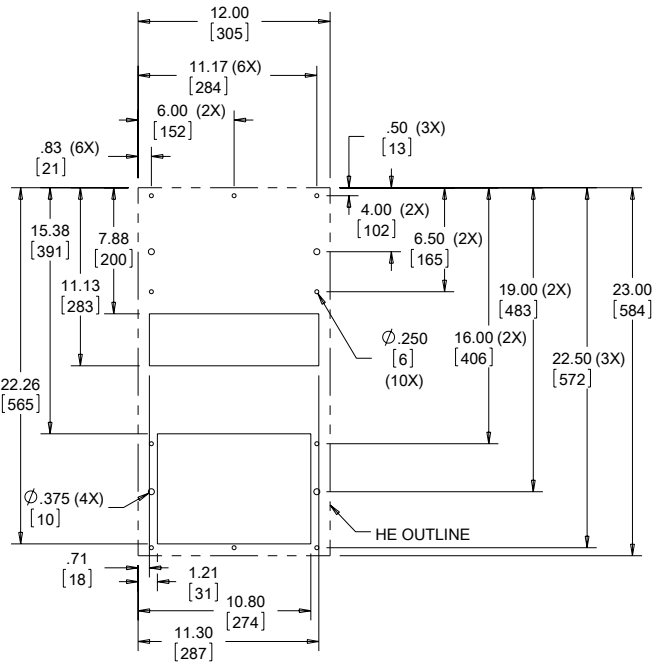 12.00
[305]
11.17 (6X)
[284]
6.00 (2X)
[152]
.83 (6X)
[21]
.50 (3X)
[13]
4.00 (2X)
[102]
6.50 (2X)
[165]
15.38
[391]
7.88
[200]
11.13
[283]
19.00 (2X)
[483]
23.00
[584]
16.00 (2X)
[406]
22.50 (3X)
[572]
Ø.250
[6]
(10X)
22.26
[565]
Ø.375 (4X)
[10]
HE OUTLINE
.71
[18]
1.21
[31]
10.80
[274]
11.30
[287]